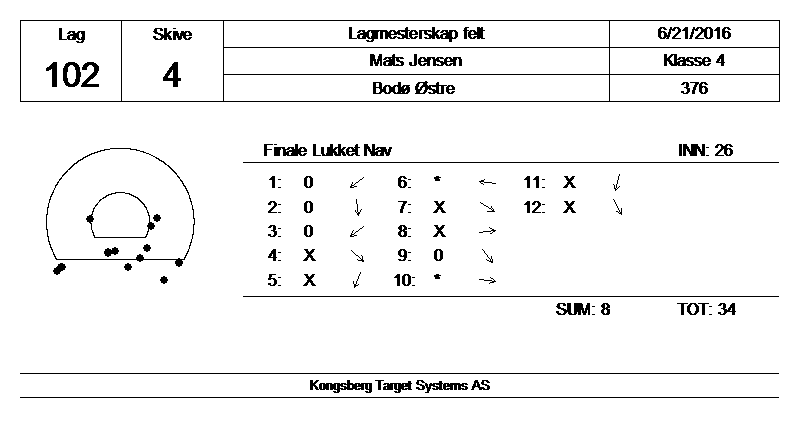 Lag Skive Lagmesterskap felt 6/21/2016
102 4 Mats Jensen Klasse 4
Bodø Østre 376
Finale Lukket Nav INN: 26
1: 0 ↙ 6: * ← 11: X ↓
2: 0 ↓ 7: X ↘ 12: X ↘
3: 0 ↙ 8: X →
4: X ↘ 9: 0 ↘
5: X ↙ 10: * →
SUM: 8 TOT: 34
Kongsberg Target Systems AS